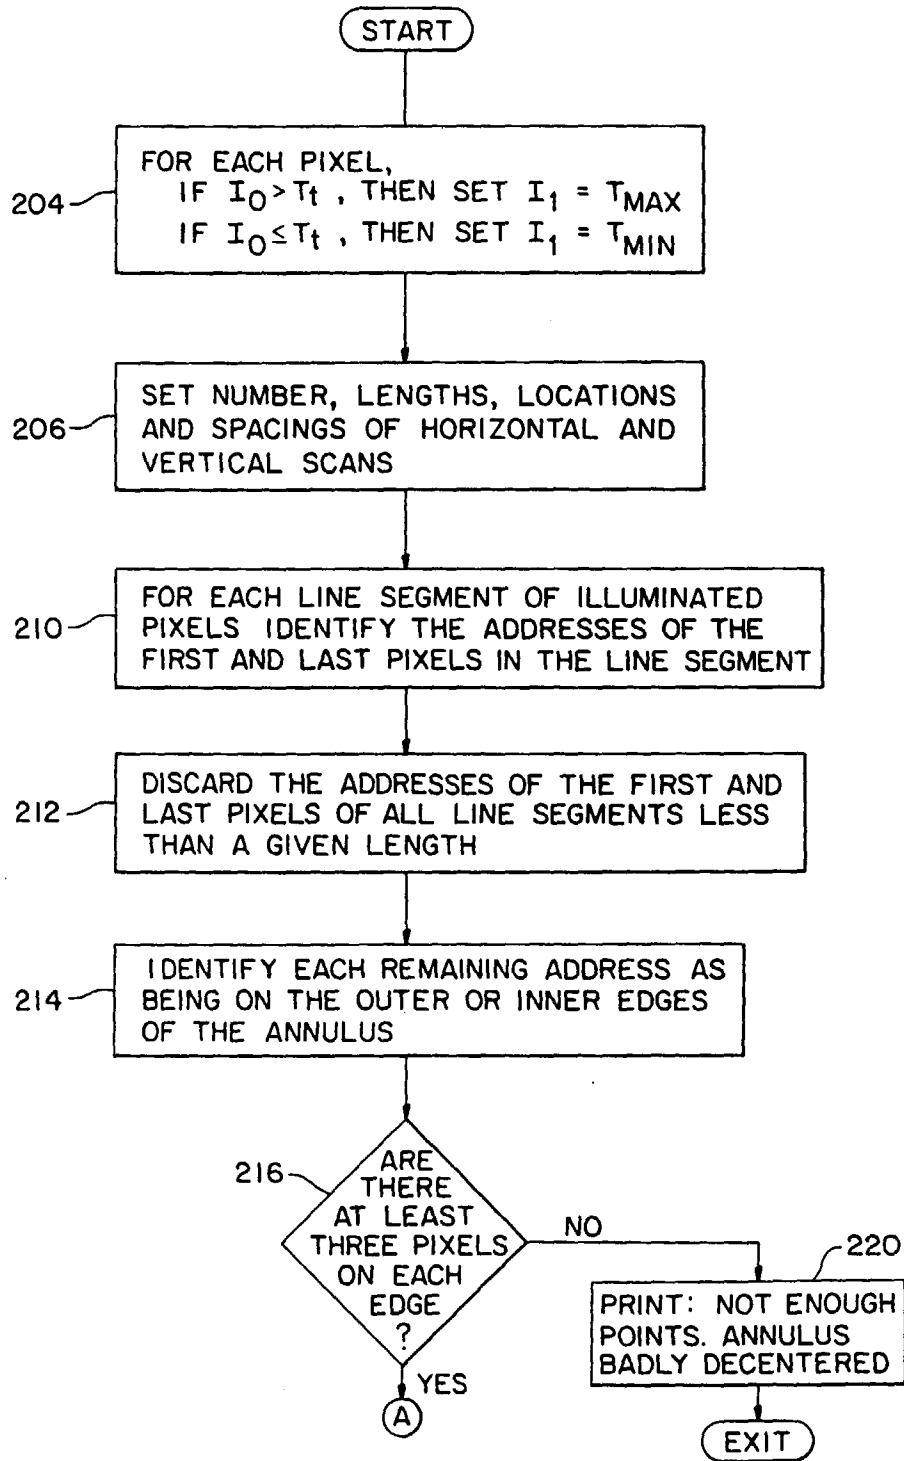 START
204
FOR EACH PIXEL,
IF I₀ > Tₜ , THEN SET I₁ = T_MAX
IF I₀ ≤ Tₜ , THEN SET I₁ = T_MIN
206
SET NUMBER, LENGTHS, LOCATIONS
AND SPACINGS OF HORIZONTAL AND
VERTICAL SCANS
210
FOR EACH LINE SEGMENT OF ILLUMINATED
PIXELS IDENTIFY THE ADDRESSES OF THE
FIRST AND LAST PIXELS IN THE LINE SEGMENT
212
DISCARD THE ADDRESSES OF THE FIRST AND
LAST PIXELS OF ALL LINE SEGMENTS LESS
THAN A GIVEN LENGTH
214
IDENTIFY EACH REMAINING ADDRESS AS
BEING ON THE OUTER OR INNER EDGES
OF THE ANNULUS
216
ARE
THERE
AT LEAST
THREE PIXELS
ON EACH
EDGE
?
NO
220
PRINT: NOT ENOUGH
POINTS. ANNULUS
BADLY DECENTERED
YES
A
EXIT